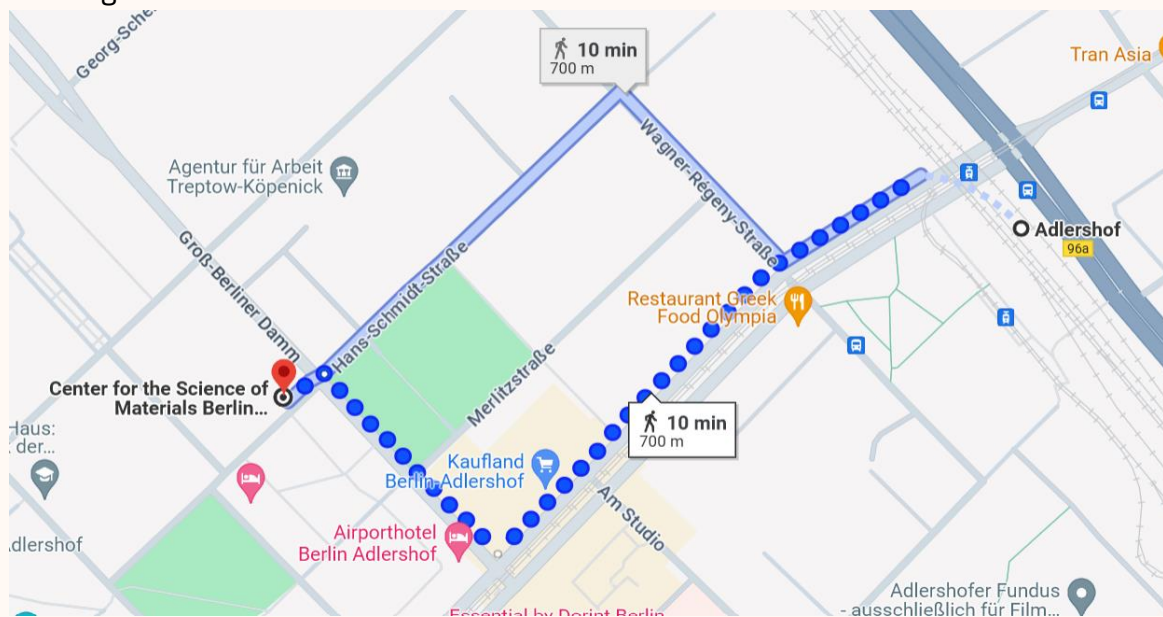 Georg-Sche
10 min
700 m
Tran Asia
Agentur für Arbeit
Treptow-Köpenick
Wagner-Régeny-Straße
Adlershof
96a
Groß-Berliner Damm
Hans-Schmidt-Straße
Restaurant Greek
Food Olympia
Merlitzstraße
Center for the Science of
Materials Berlin...
10 min
700 m
Haus:
der...
Kaufland
Berlin-Adlershof
Am Studio
Airporthotel
Berlin Adlershof
dlershof
Adlershofer Fundus
- ausschließlich für Film...
Essential by Dorint Berlin